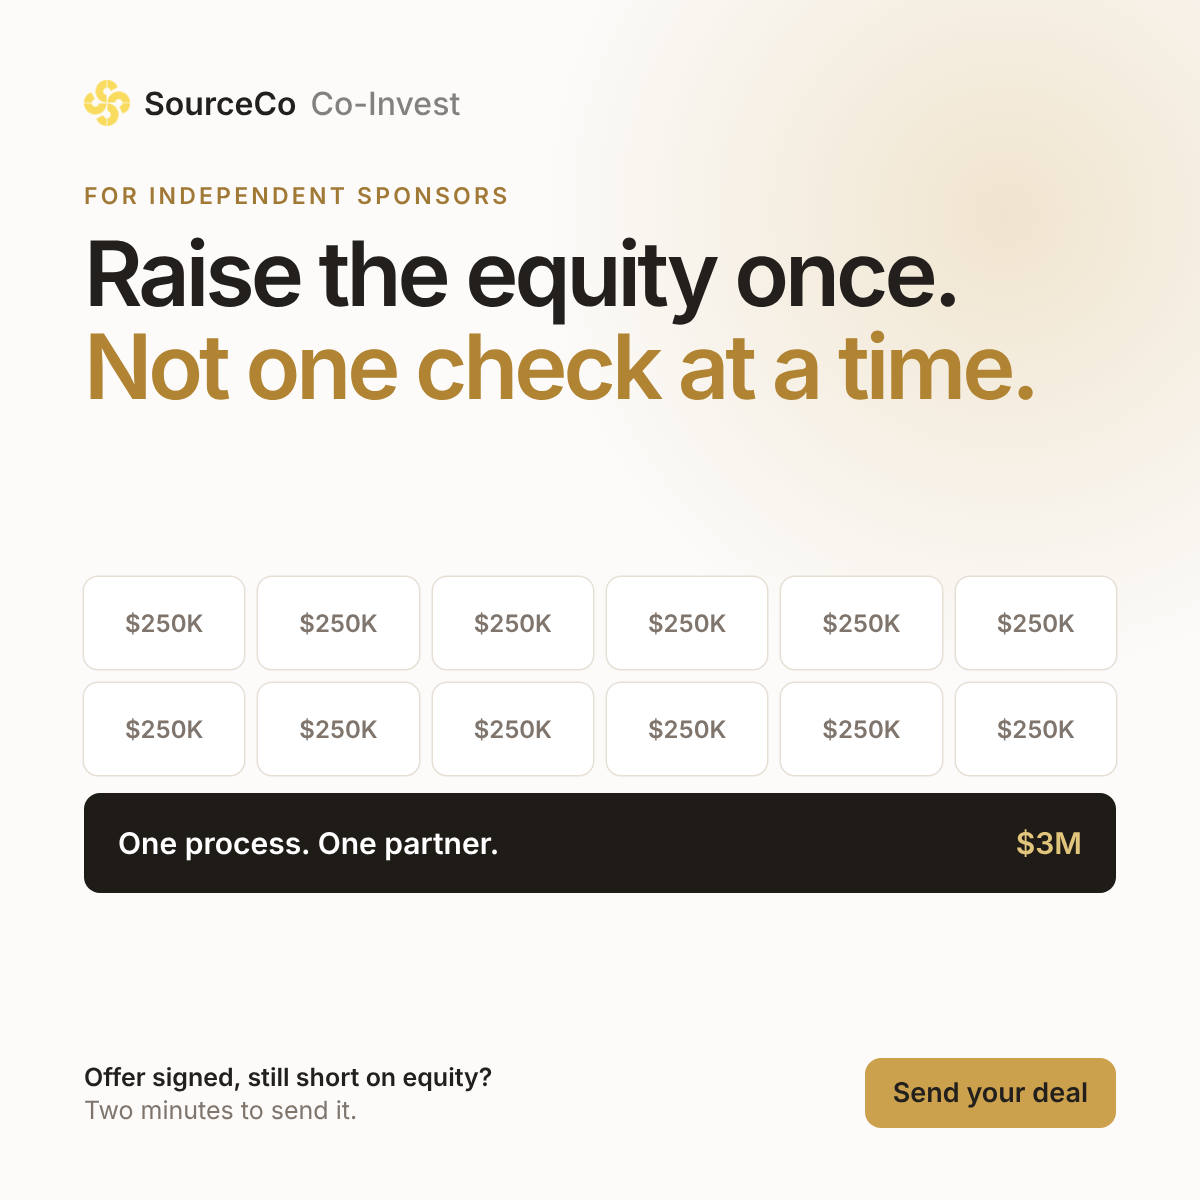 SourceCo Co-Invest
FOR INDEPENDENT SPONSORS
Raise the equity once.
Not one check at a time.
$250K $250K $250K $250K $250K $250K
$250K $250K $250K $250K $250K $250K
One process. One partner. $3M
Offer signed, still short on equity?
Two minutes to send it.
Send your deal